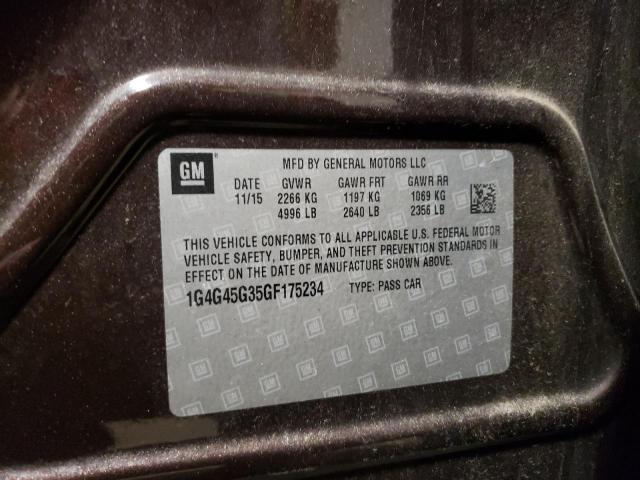 GM
MFD BY GENERAL MOTORS LLC
DATE GVWR GAWR FRT GAWR RR
11/15 2266 KG 1197 KG 1069 KG
4996 LB 2640 LB 2356 LB
THIS VEHICLE CONFORMS TO ALL APPLICABLE U.S. FEDERAL MOTOR
VEHICLE SAFETY, BUMPER, AND THEFT PREVENTION STANDARDS IN
EFFECT ON THE DATE OF MANUFACTURE SHOWN ABOVE.
1G4G45G35GF175234 TYPE: PASS CAR